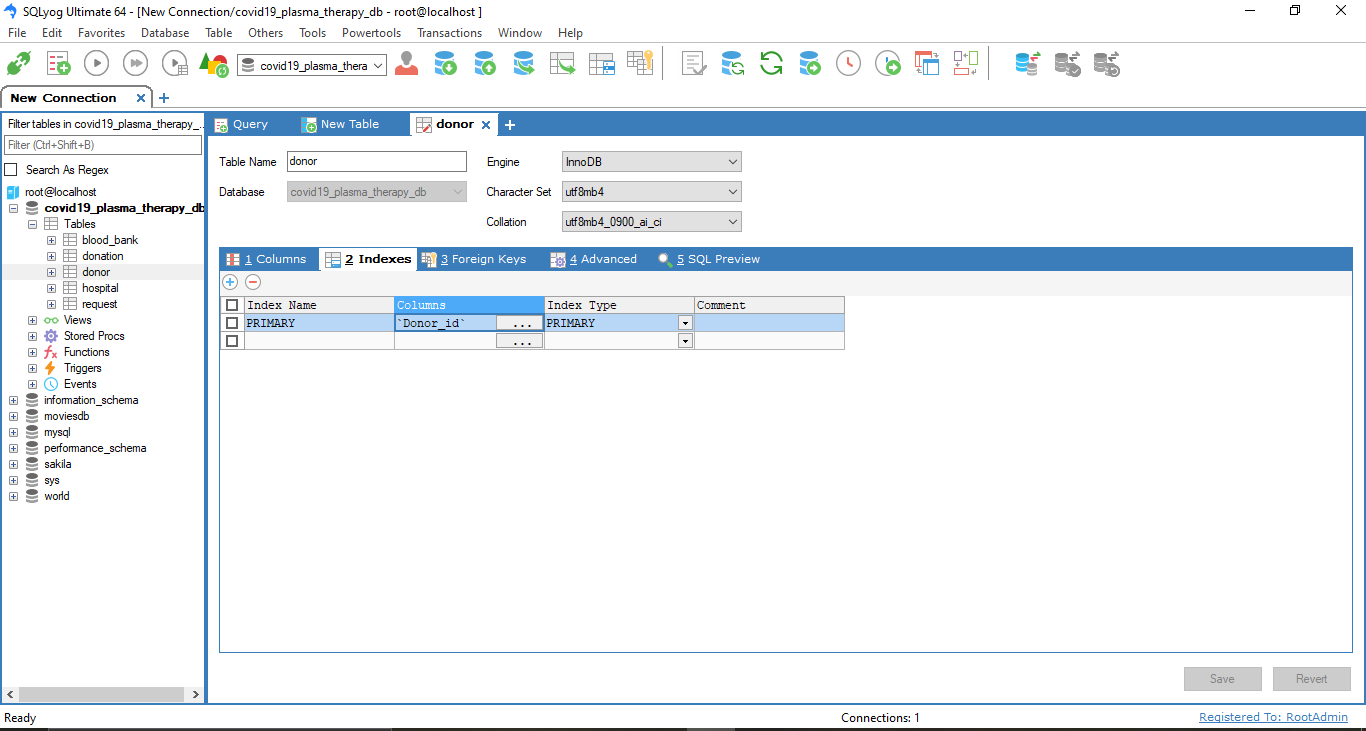 SQLyog Ultimate 64 - [New Connection/covid19_plasma_therapy_db - root@localhost ]
File Edit Favorites Database Table Others Tools Powertools Transactions Window Help
covid19_plasma_thera
New Connection
Filter tables in covid19_plasma_therapy_...
Filter (Ctrl+Shift+B)
Search As Regex
root@localhost
covid19_plasma_therapy_db
Tables
blood_bank
donation
donor
hospital
request
Views
Stored Procs
Functions
Triggers
Events
information_schema
moviesdb
mysql
performance_schema
sakila
sys
world
Query New Table donor
Table Name donor Engine InnoDB
Database covid19_plasma_therapy_db Character Set utf8mb4
Collation utf8mb4_0900_ai_ci
1 Columns 2 Indexes 3 Foreign Keys 4 Advanced 5 SQL Preview
Index Name Columns Index Type Comment
PRIMARY `Donor_id` ... PRIMARY
...
Save Revert
Ready Connections: 1 Registered To: RootAdmin